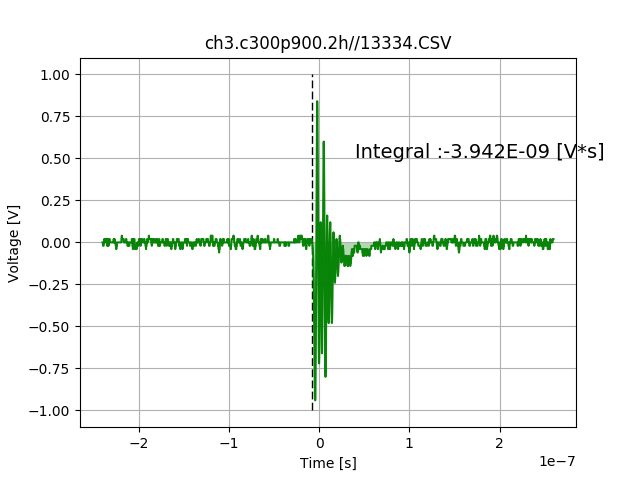 ch3.c300p900.2h//13334.CSV
1.00
0.75
0.50
0.25
0.00
−0.25
−0.50
−0.75
−1.00
Voltage [V]
Integral :-3.942E-09 [V*s]
−2
−1
0
1
2
1e−7
Time [s]